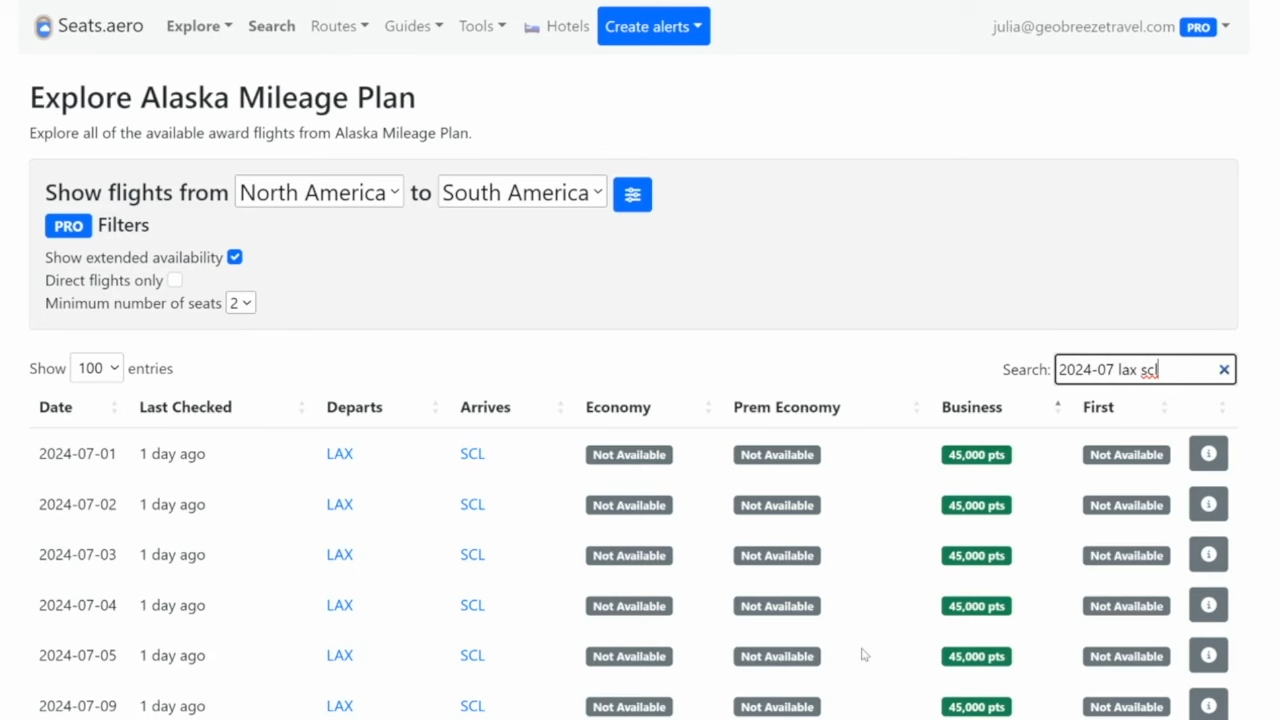 Seats.aero Explore Search Routes Guides Tools Hotels Create alerts julia@geobreezetravel.com PRO
Explore Alaska Mileage Plan
Explore all of the available award flights from Alaska Mileage Plan.
Show flights from North America to South America
PRO Filters
Show extended availability
Direct flights only
Minimum number of seats 2
Show 100 entries Search: 2024-07 lax scl
Date Last Checked Departs Arrives Economy Prem Economy Business First
2024-07-01 1 day ago LAX SCL Not Available Not Available 45,000 pts Not Available
2024-07-02 1 day ago LAX SCL Not Available Not Available 45,000 pts Not Available
2024-07-03 1 day ago LAX SCL Not Available Not Available 45,000 pts Not Available
2024-07-04 1 day ago LAX SCL Not Available Not Available 45,000 pts Not Available
2024-07-05 1 day ago LAX SCL Not Available Not Available 45,000 pts Not Available
2024-07-09 1 day ago LAX SCL Not Available Not Available 45,000 pts Not Available